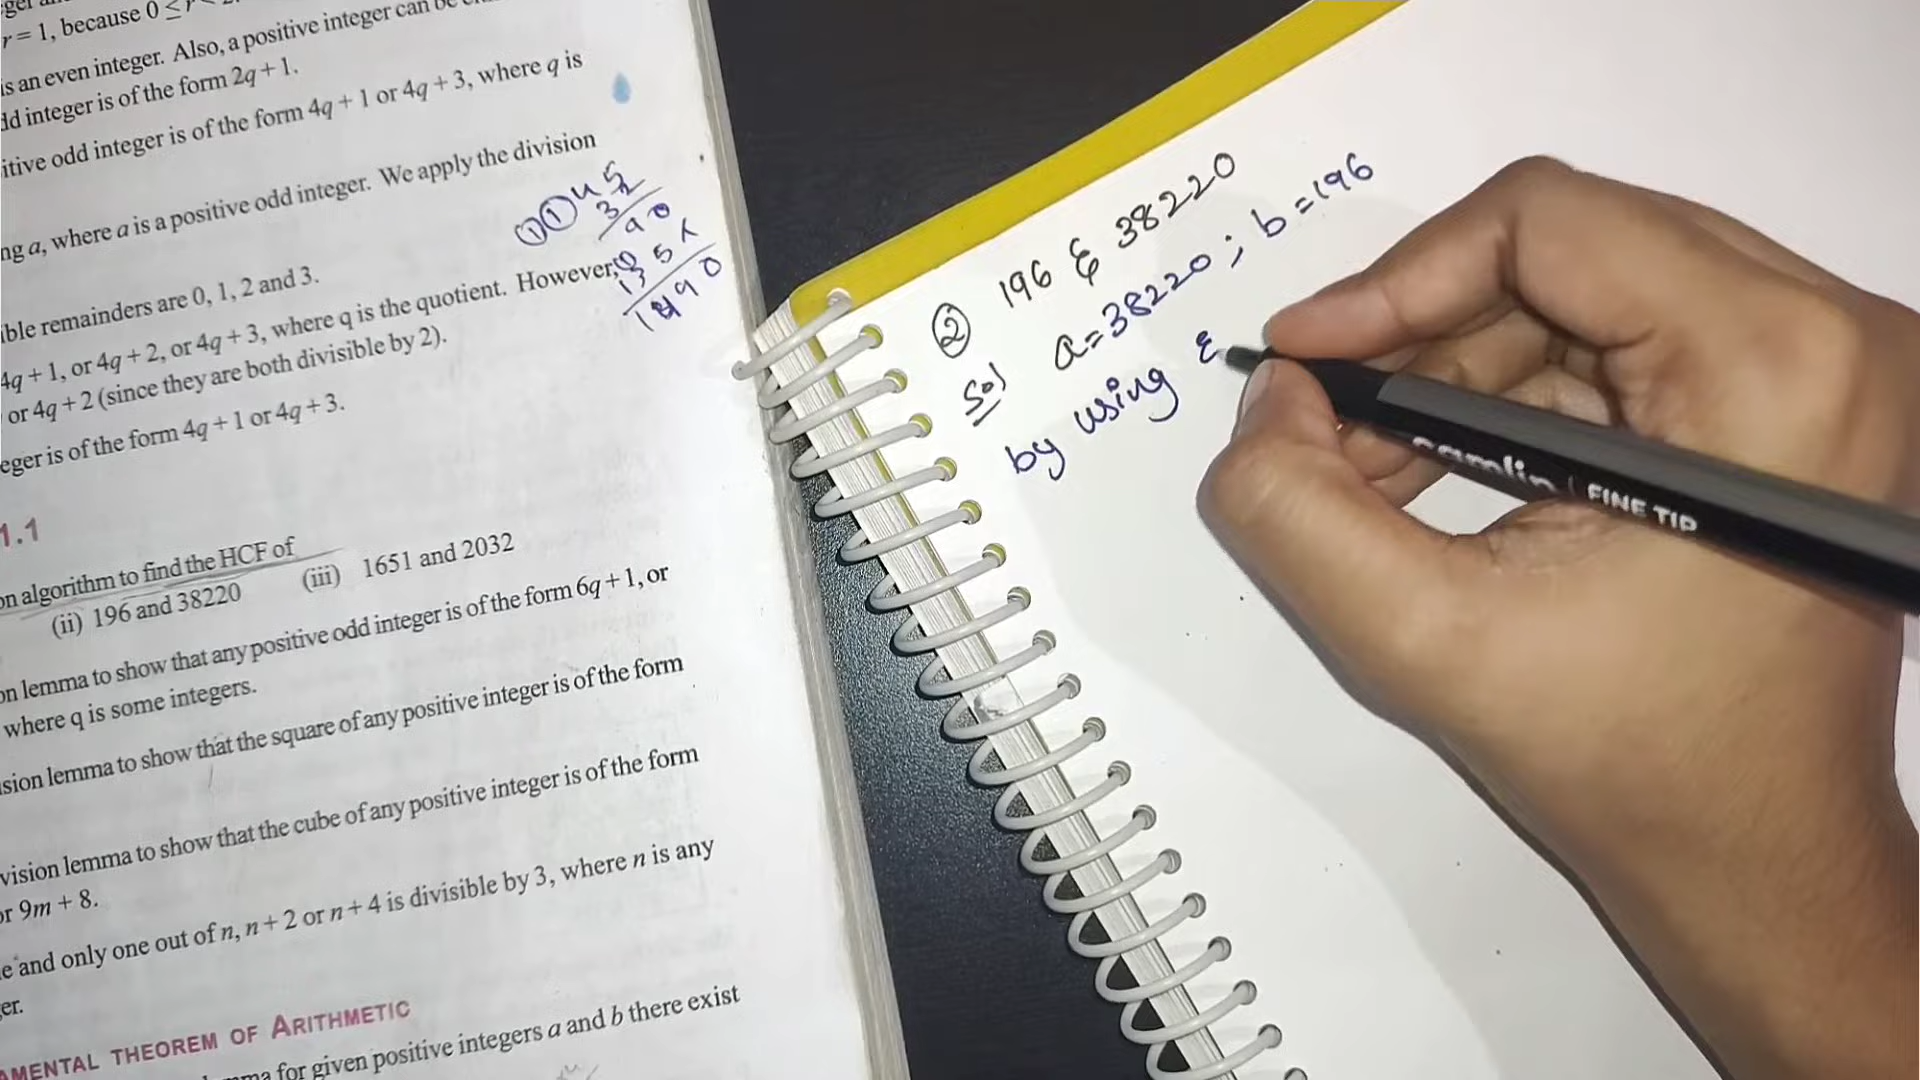 r = 1, because 0 ≤ r
is an even integer. Also, a positive integer can be
integer is of the form 2q + 1.
itive odd integer is of the form 4q + 1 or 4q + 3, where q is
ng a, where a is a positive odd integer. We apply the division
ible remainders are 0, 1, 2 and 3.
4q + 1, or 4q + 2, or 4q + 3, where q is the quotient. However,
or 4q + 2 (since they are both divisible by 2).
eger is of the form 4q + 1 or 4q + 3.
1.1
on algorithm to find the HCF of
(ii) 196 and 38220 (iii) 1651 and 2032
on lemma to show that any positive odd integer is of the form 6q + 1, or
where q is some integers.
sion lemma to show that the square of any positive integer is of the form
vision lemma to show that the cube of any positive integer is of the form
or 9m + 8.
e and only one out of n, n + 2 or n + 4 is divisible by 3, where n is any
er.
AMENTAL THEOREM OF ARITHMETIC
for given positive integers a and b there exist
45
32
90
② 196 & 38220
Sol a = 38220 ; b = 196
by using
camlin FINE TIP